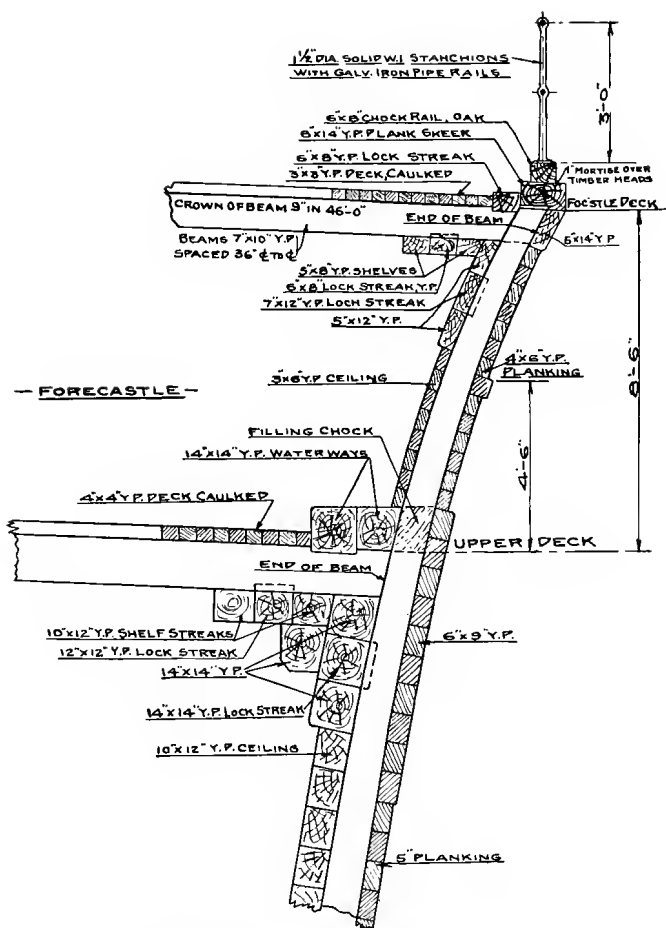 1½" DIA. SOLID W.I. STANCHIONS
WITH GALV. IRON PIPE RAILS
3'-0"
6"x8" CHOCK RAIL, OAK
8"x14" Y.P. PLANK SHEER
6"x8" Y.P. LOCK STREAK
3"x3" Y.P. DECK CAULKED
1" MORTISE OVER
TIMBER HEADS
CROWN OF BEAM 9" IN 46'-0"
FOC'STLE DECK
END OF BEAM
BEAMS 7"x10" Y.P.
SPACED 36" ₵ TO ₵
5"x14" Y.P.
5"x8" Y.P. SHELVES
6"x8" LOCK STREAK, Y.P.
7"x12" Y.P. LOCK STREAK
5"x12" Y.P.
4"x6" Y.P.
PLANKING
3"x6" Y.P. CEILING
8'-6"
- FORECASTLE -
4'-6"
FILLING CHOCK
14"x14" Y.P. WATERWAYS
4"x4" Y.P. DECK CAULKED
UPPER DECK
END OF BEAM
10"x12" Y.P. SHELF STREAKS
12"x12" Y.P. LOCK STREAK
6"x9" Y.P.
14"x14" Y.P.
14"x14" Y.P. LOCK STREAK
10"x12" Y.P. CEILING
5" PLANKING